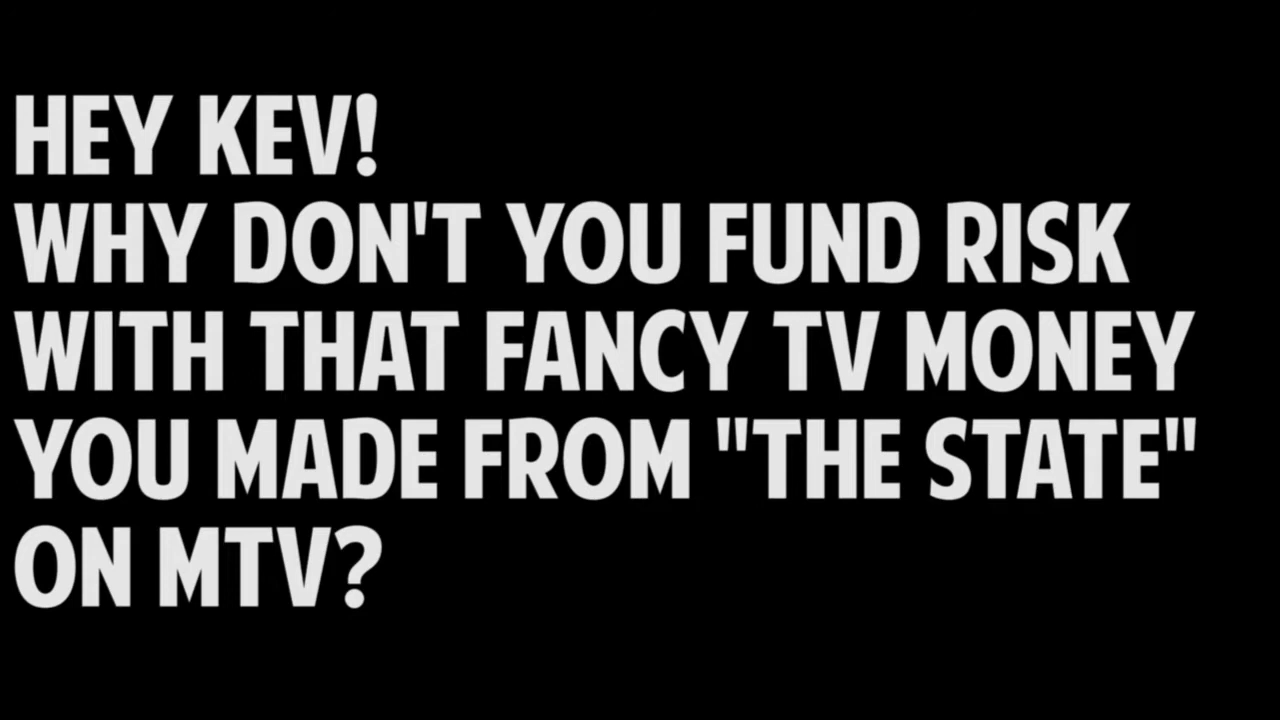 HEY KEV!
WHY DON'T YOU FUND RISK
WITH THAT FANCY TV MONEY
YOU MADE FROM "THE STATE"
ON MTV?